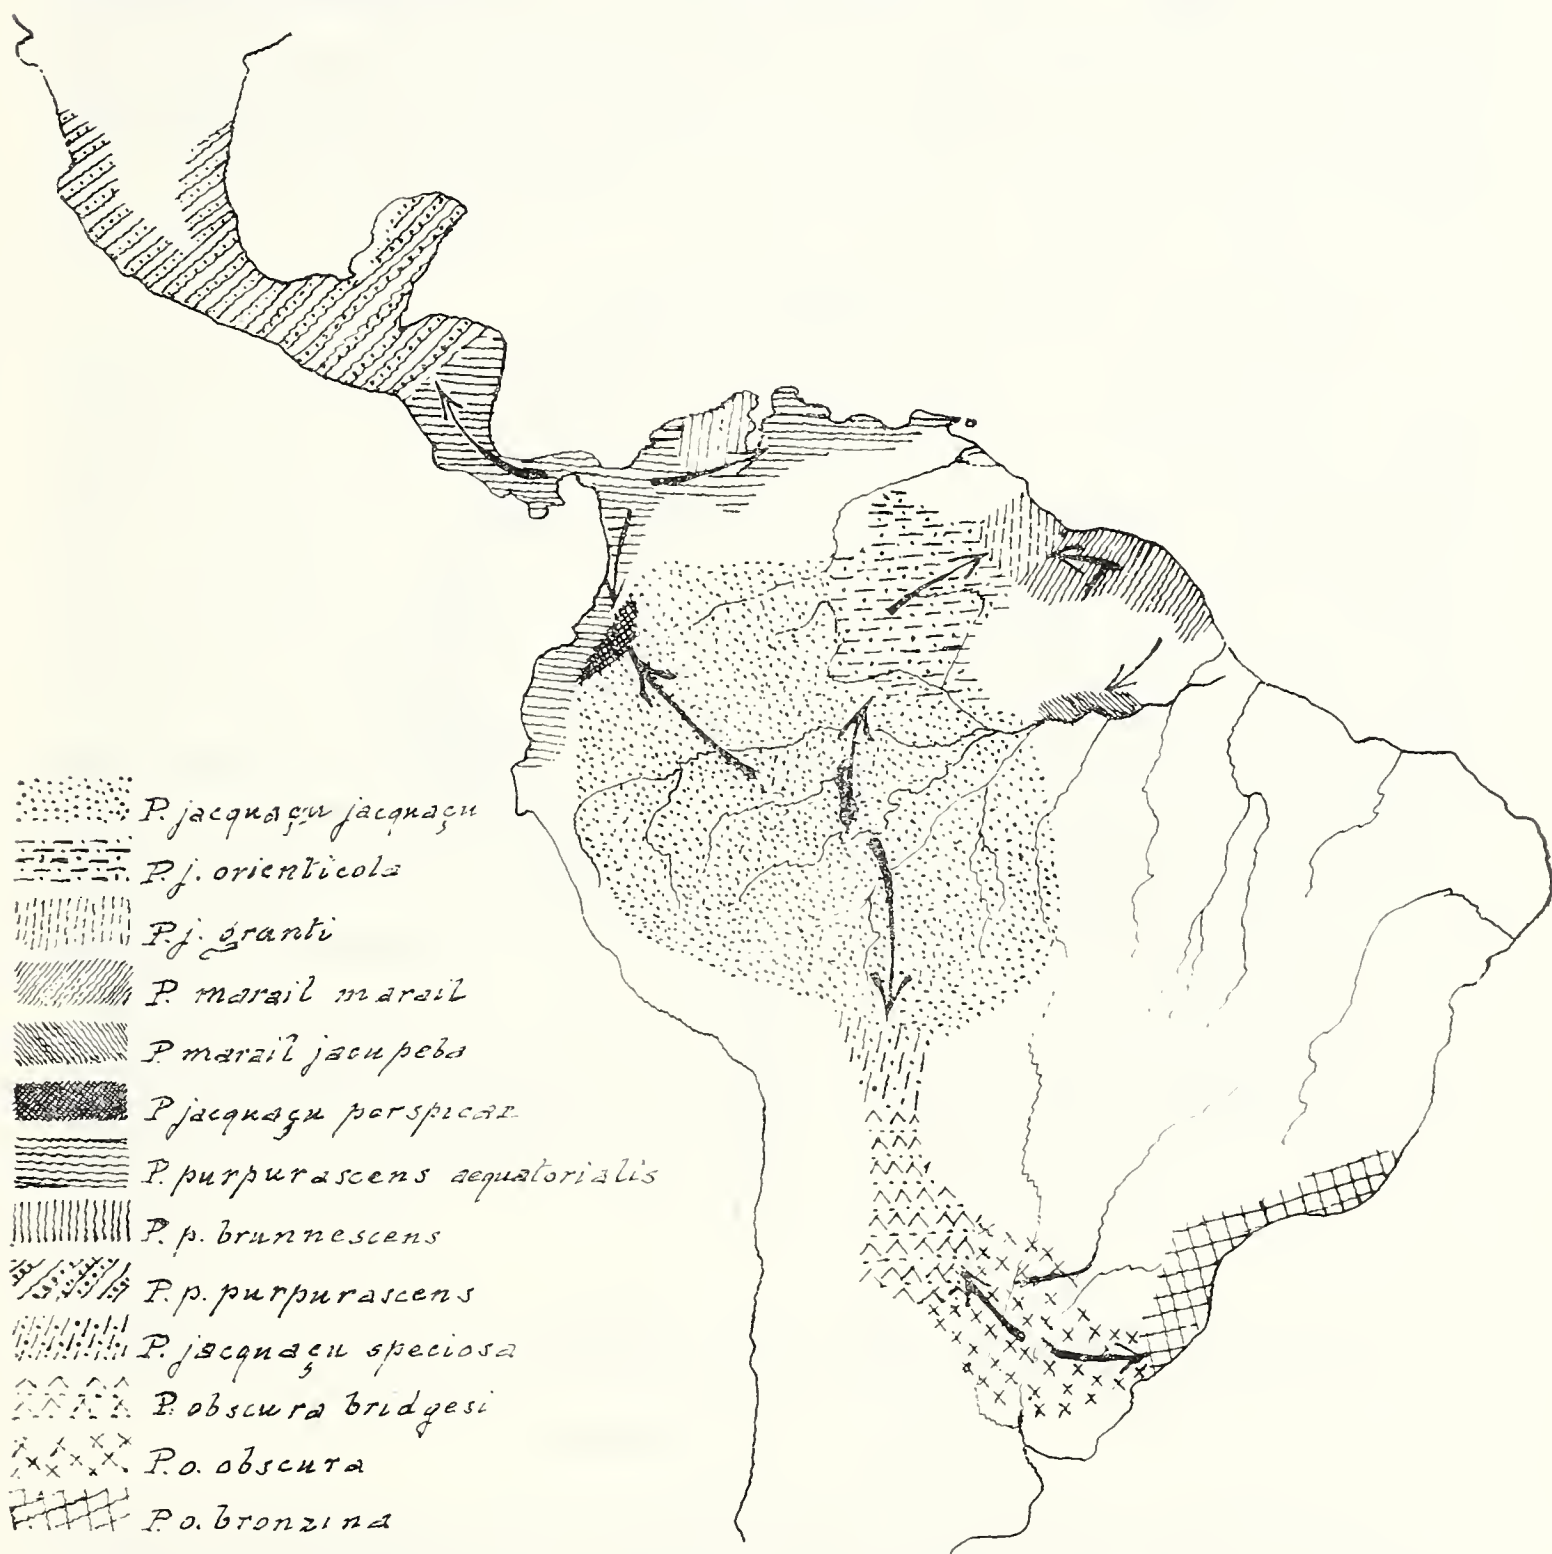 P. jacquaçu jacquaçu
P. j. orienticola
P. j. granti
P. marail marail
P marail jacupeba
P jacquaçu perspicax
P. purpurascens aequatorialis
P. p. brunnescens
P. p. purpurascens
P. jacquaçu speciosa
P. obscura bridgesi
P. o. obscura
P. o. bronzina